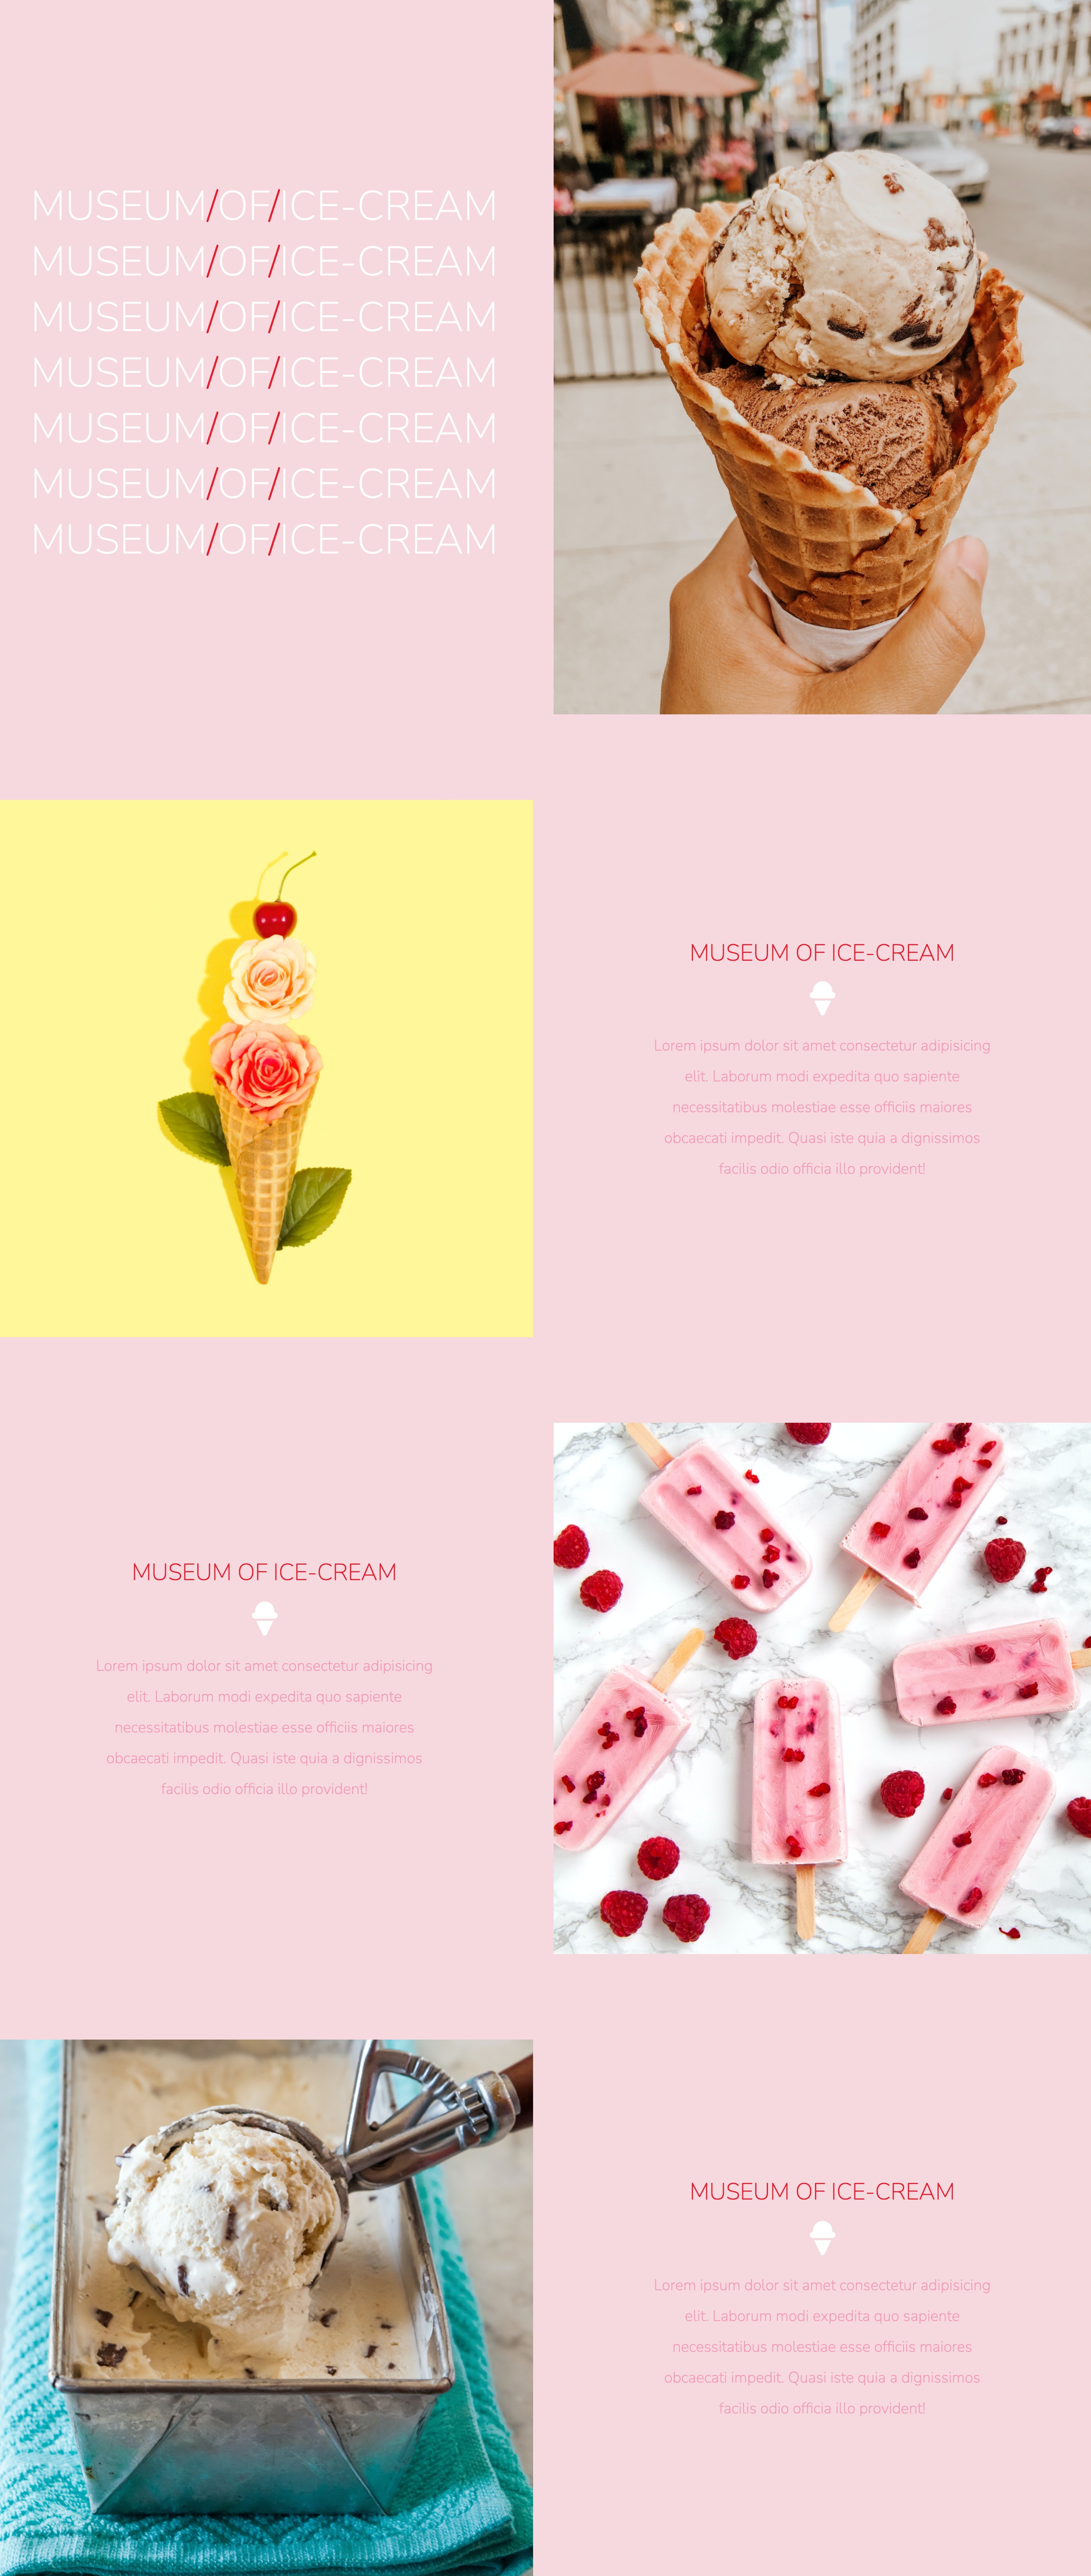 MUSEUM/OF/ICE-CREAM
MUSEUM/OF/ICE-CREAM
MUSEUM/OF/ICE-CREAM
MUSEUM/OF/ICE-CREAM
MUSEUM/OF/ICE-CREAM
MUSEUM/OF/ICE-CREAM
MUSEUM/OF/ICE-CREAM
MUSEUM OF ICE-CREAM
Lorem ipsum dolor sit amet consectetur adipisicing
elit. Laborum modi expedita quo sapiente
necessitatibus molestiae esse officiis maiores
obcaecati impedit. Quasi iste quia a dignissimos
facilis odio officia illo provident!
MUSEUM OF ICE-CREAM
Lorem ipsum dolor sit amet consectetur adipisicing
elit. Laborum modi expedita quo sapiente
necessitatibus molestiae esse officiis maiores
obcaecati impedit. Quasi iste quia a dignissimos
facilis odio officia illo provident!
MUSEUM OF ICE-CREAM
Lorem ipsum dolor sit amet consectetur adipisicing
elit. Laborum modi expedita quo sapiente
necessitatibus molestiae esse officiis maiores
obcaecati impedit. Quasi iste quia a dignissimos
facilis odio officia illo provident!